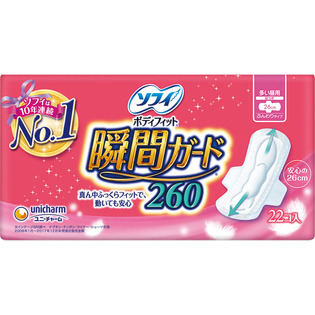 ソフィは
10年連続
No.1
ソフィ
ボディフィット
瞬間ガード
260
真ん中ふっくらフィットで、
動いても安心
多い昼用
26cm
ふんわりタイプ
安心の
26cm
22コ入
unicharm
ユニ・チャーム